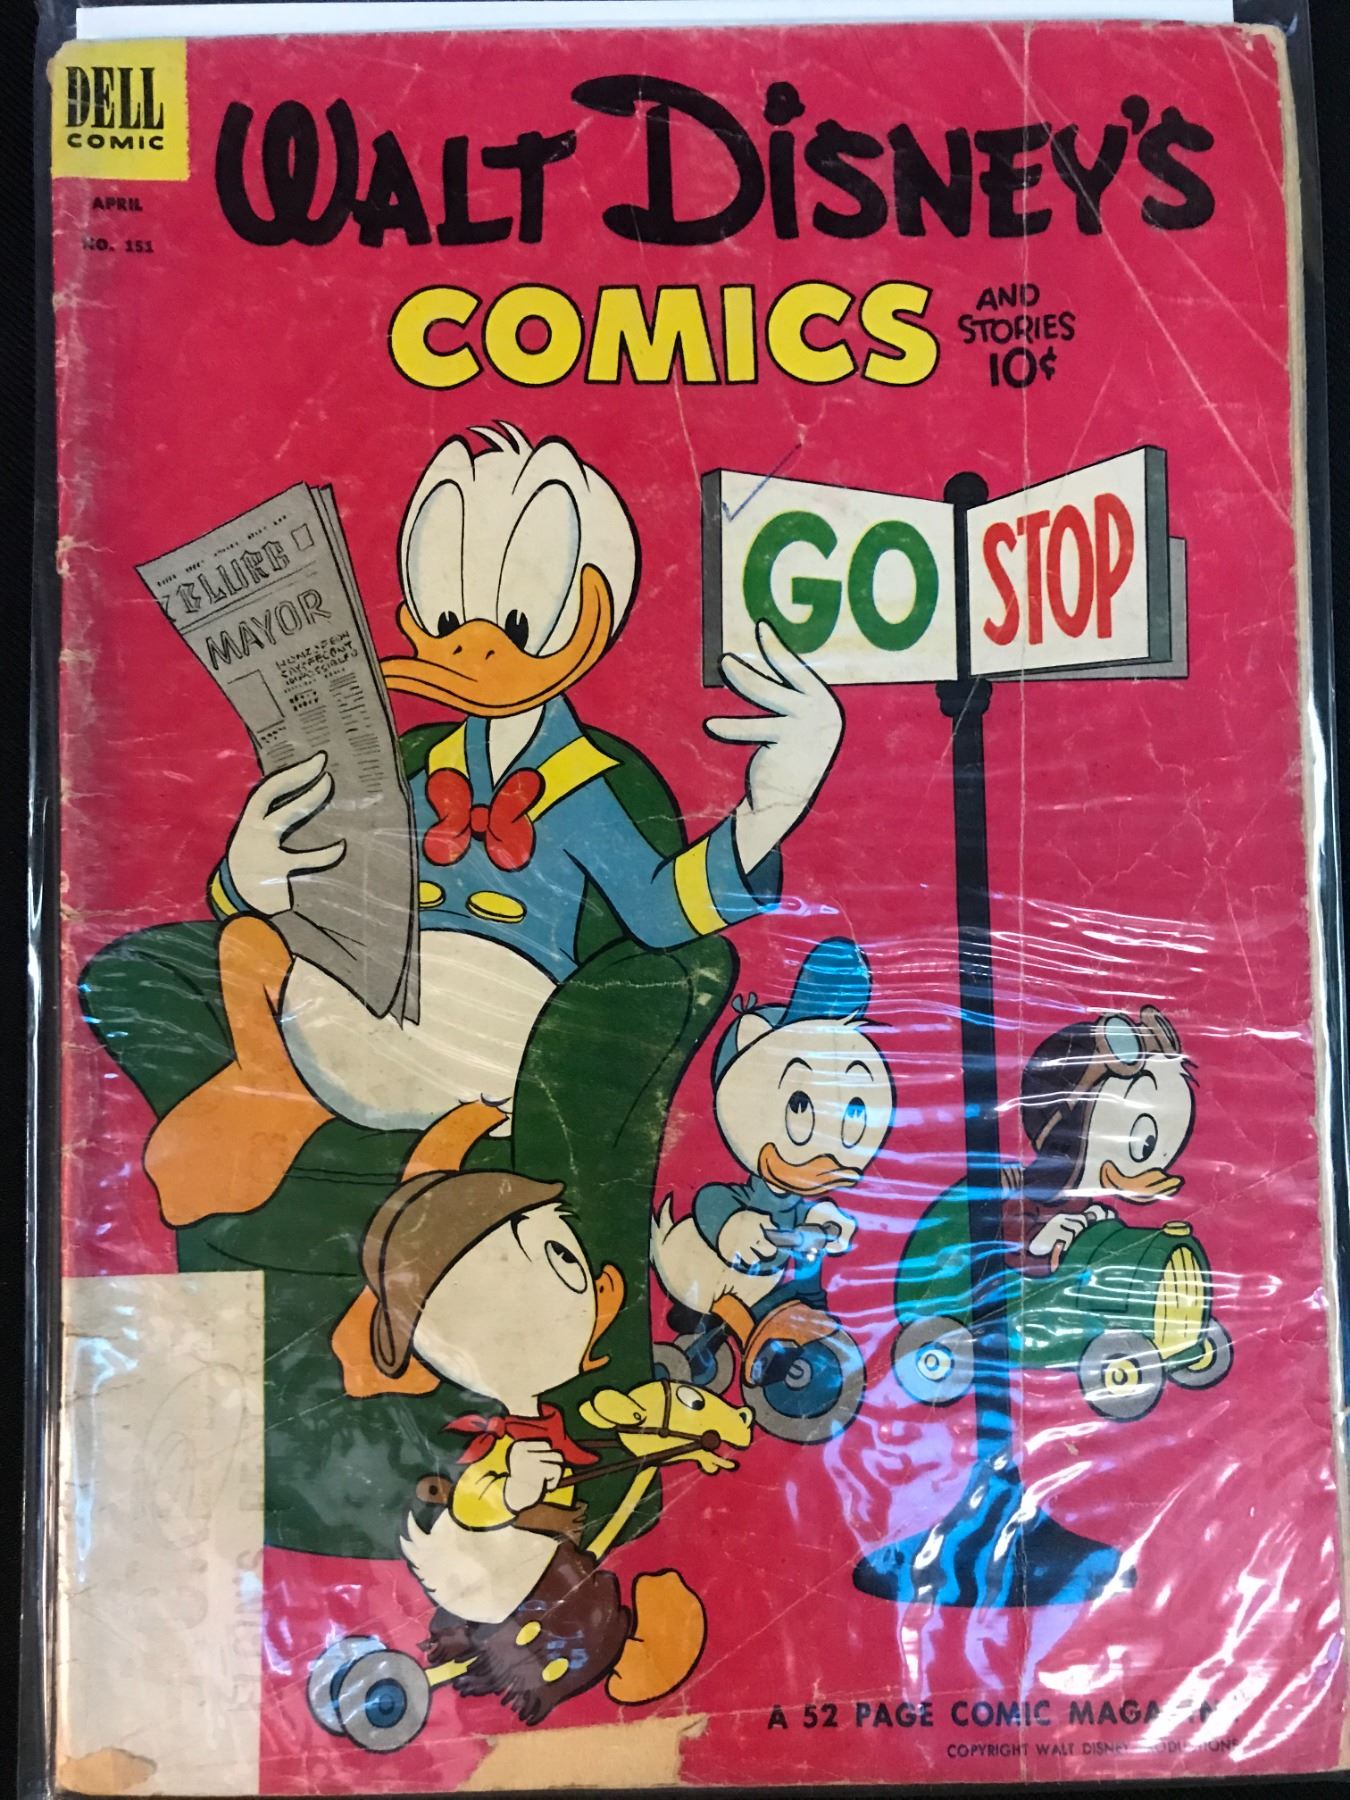 DELL
COMIC
APRIL
NO. 151
WALT DISNEY'S
COMICS
AND
STORIES
10¢
BLURB
MAYOR
GO
STOP
A 52 PAGE COMIC
COPYRIGHT WALT DISNEY